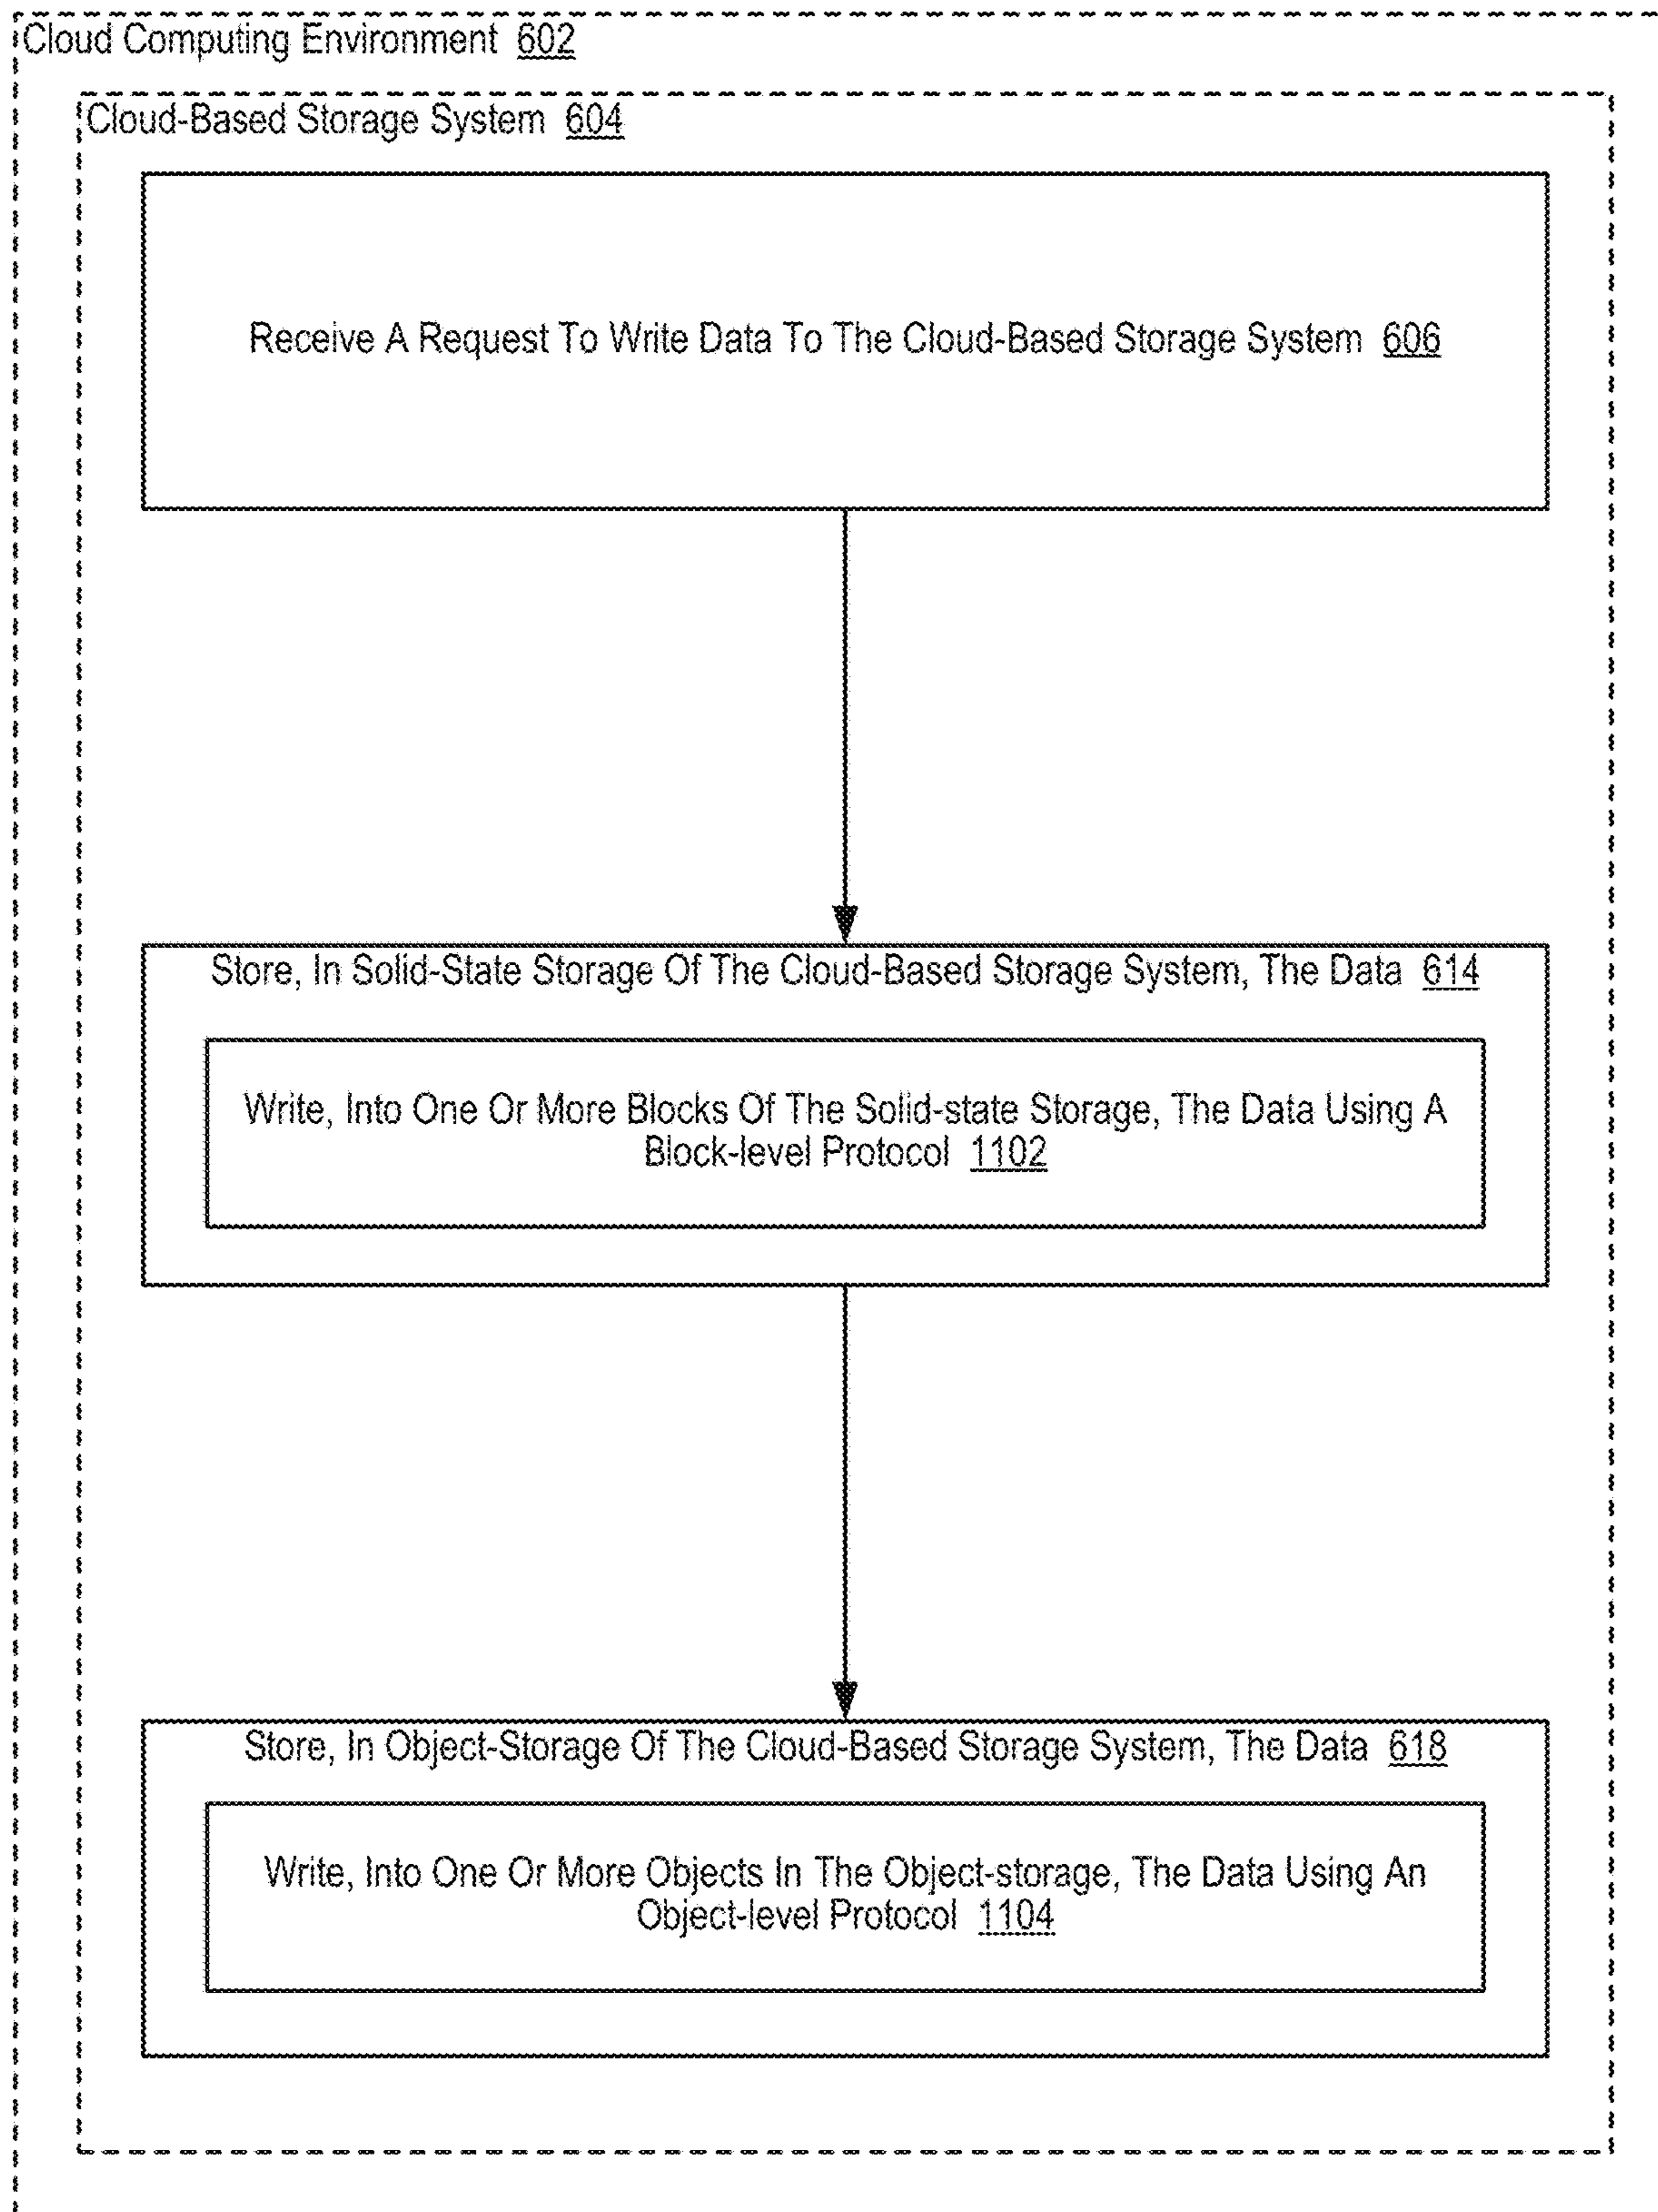 Cloud Computing Environment 602
Cloud-Based Storage System 604
Receive A Request To Write Data To The Cloud-Based Storage System 606
Store, In Solid-State Storage Of The Cloud-Based Storage System, The Data 614
Write, Into One Or More Blocks Of The Solid-state Storage, The Data Using A
Block-level Protocol 1102
Store, In Object-Storage Of The Cloud-Based Storage System, The Data 618
Write, Into One Or More Objects In The Object-storage, The Data Using An
Object-level Protocol 1104